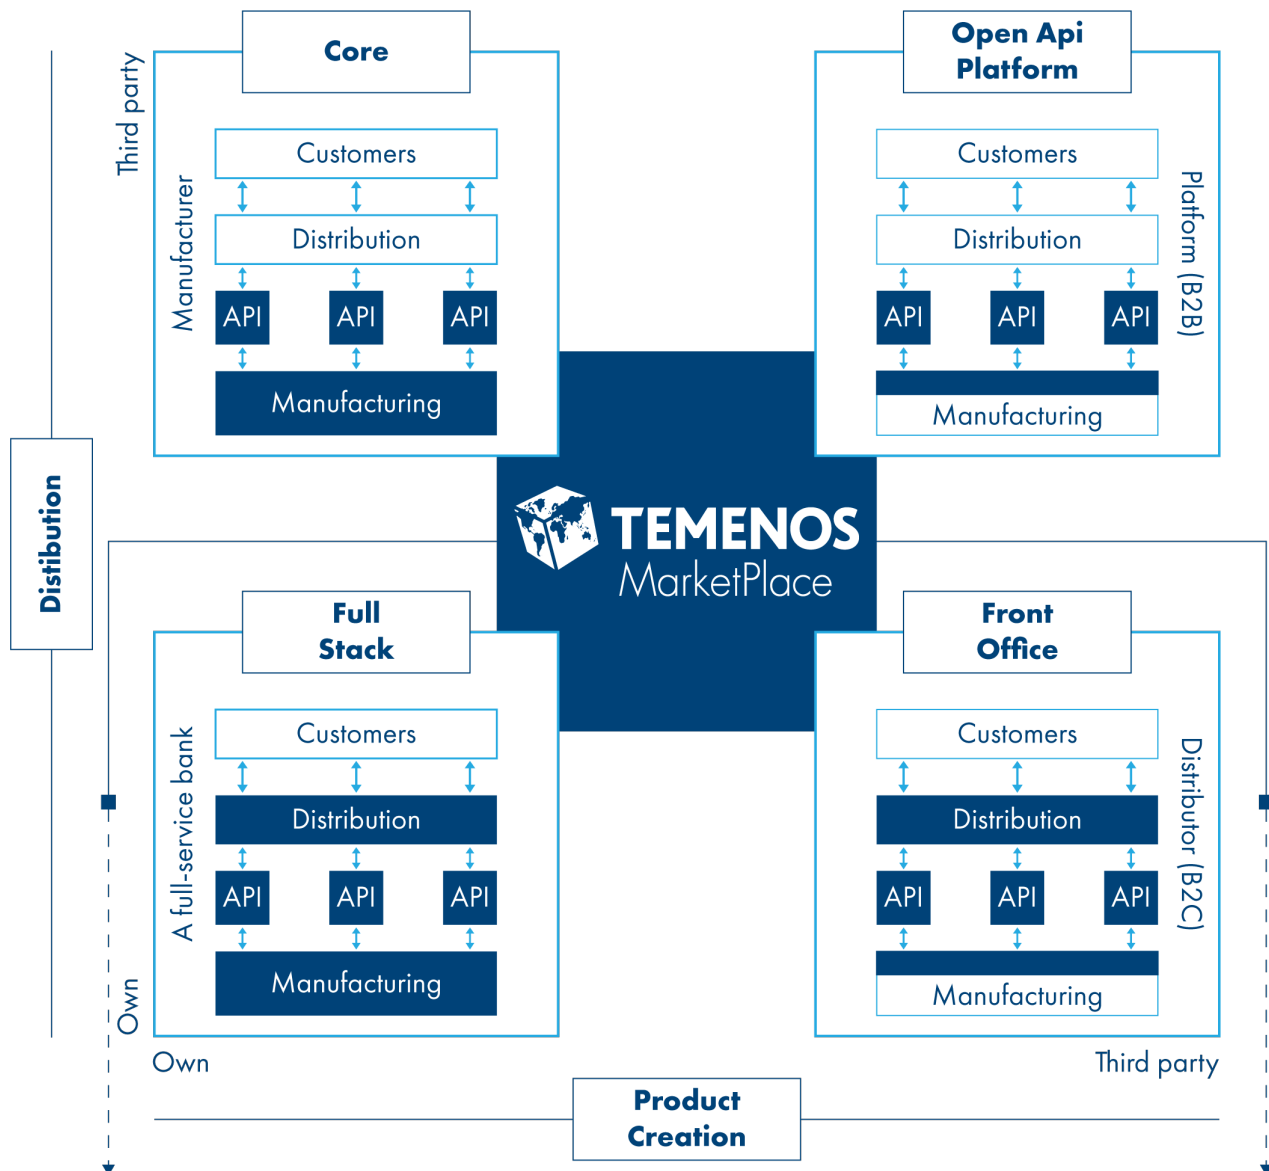 Core
Third party
Manufacturer
Customers
Distribution
API API API
Manufacturing
Open Api
Platform
Customers
Distribution
API API API
Manufacturing
Platform (B2B)
Distibution
TEMENOS
MarketPlace
Full
Stack
A full-service bank
Customers
Distribution
API API API
Manufacturing
Front
Office
Customers
Distribution
API API API
Manufacturing
Distributor (B2C)
Own
Own
Third party
Product
Creation